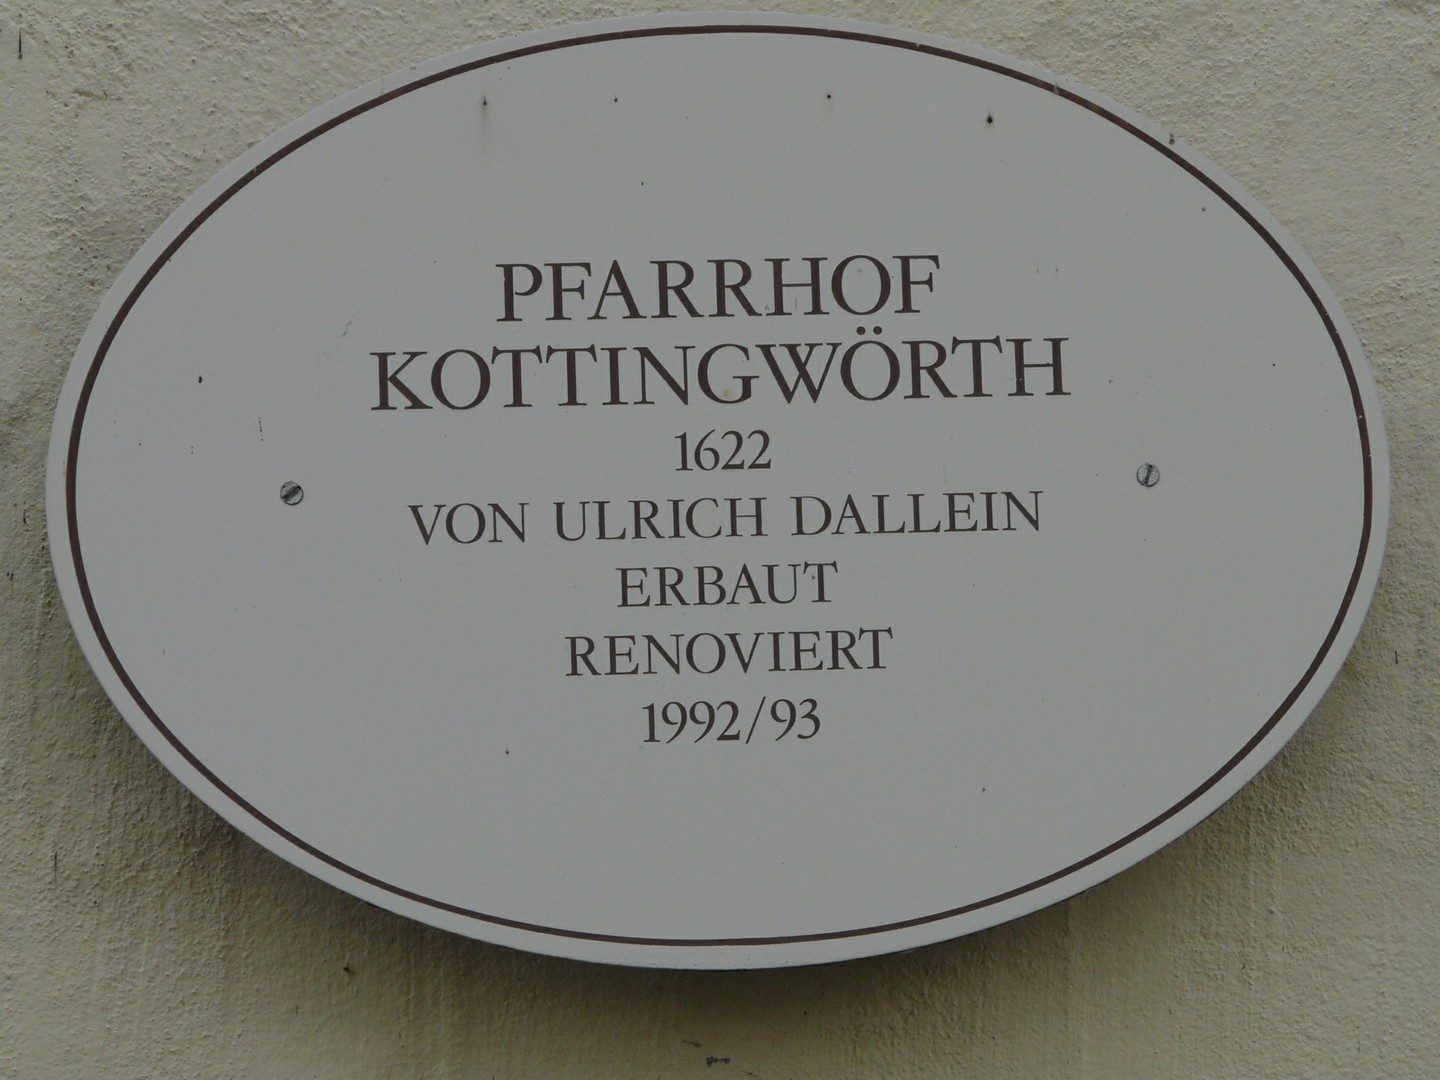 PFARRHOF
KOTTINGWÖRTH
1622
VON ULRICH DALLEIN
ERBAUT
RENOVIERT
1992/93